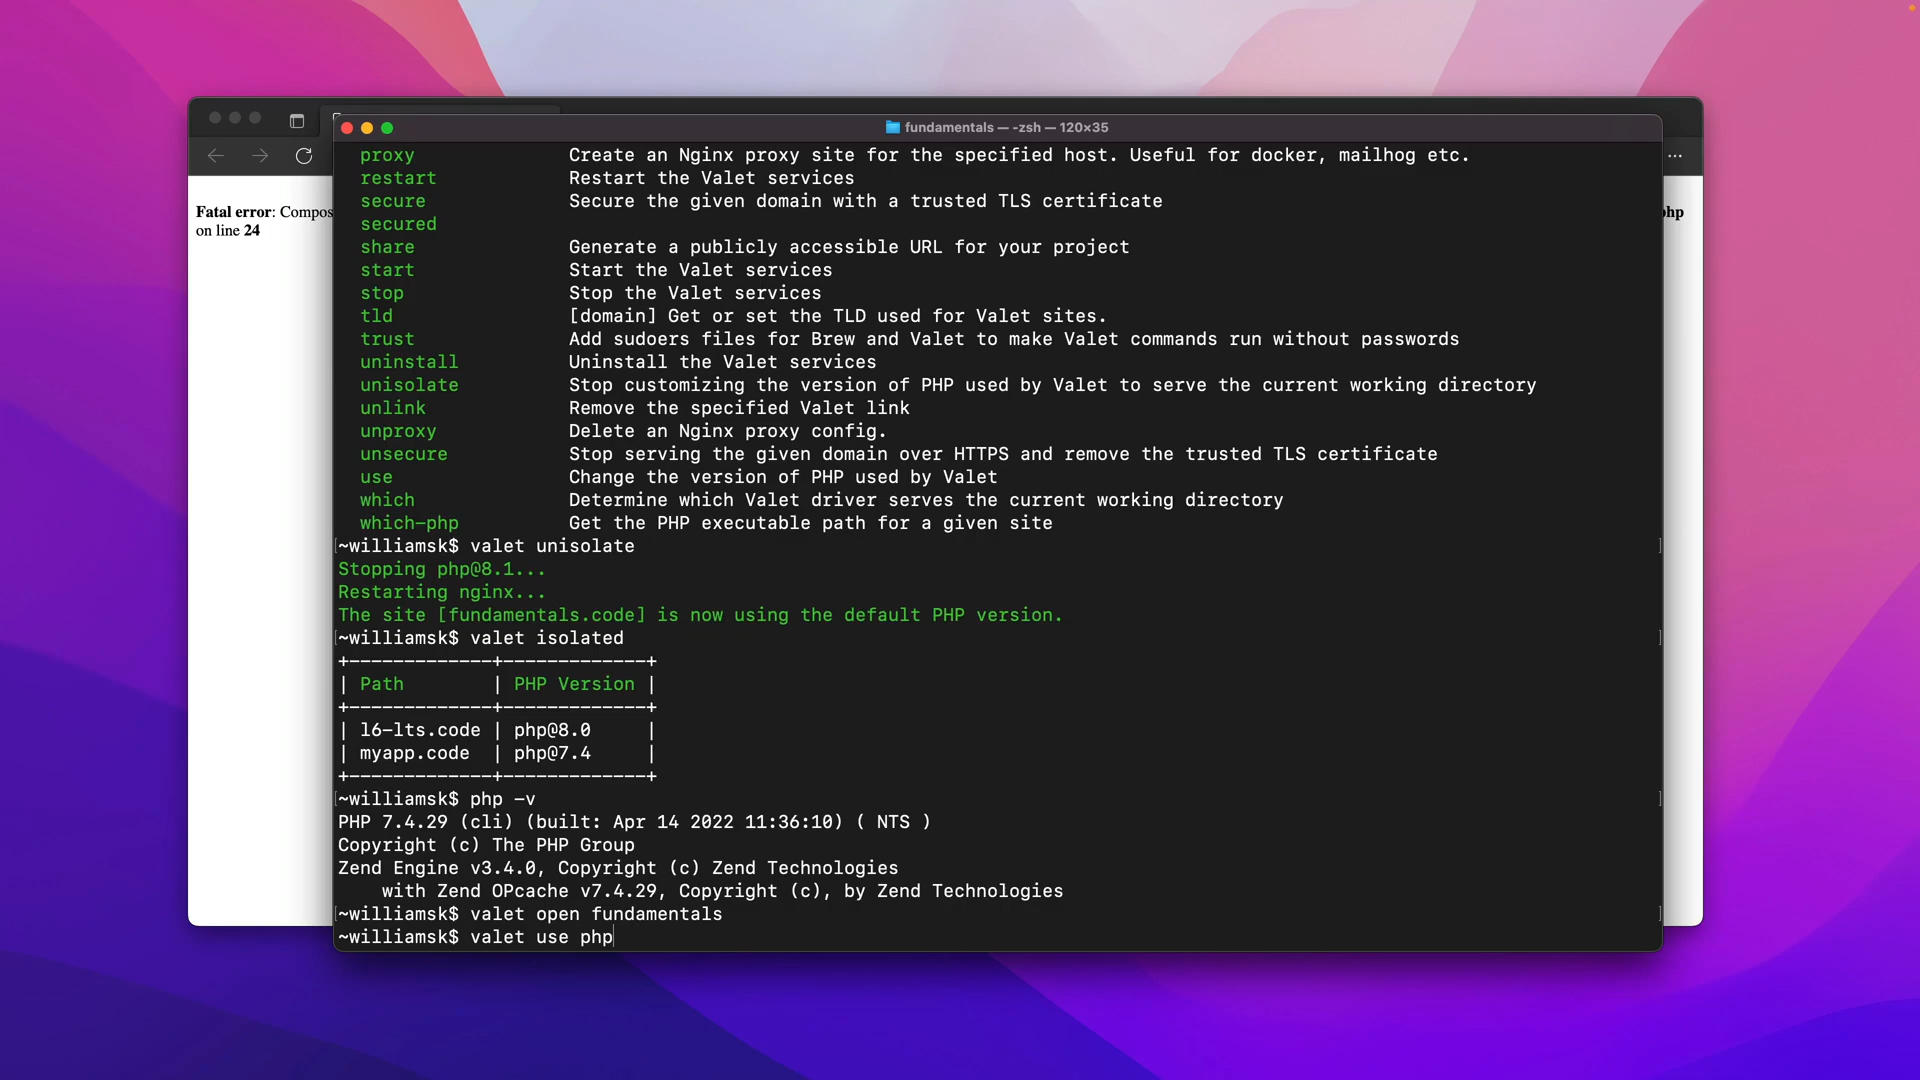 fundamentals — -zsh — 120×35
Fatal error: Compos
on line 24
php
proxy Create an Nginx proxy site for the specified host. Useful for docker, mailhog etc.
restart Restart the Valet services
secure Secure the given domain with a trusted TLS certificate
secured
share Generate a publicly accessible URL for your project
start Start the Valet services
stop Stop the Valet services
tld [domain] Get or set the TLD used for Valet sites.
trust Add sudoers files for Brew and Valet to make Valet commands run without passwords
uninstall Uninstall the Valet services
unisolate Stop customizing the version of PHP used by Valet to serve the current working directory
unlink Remove the specified Valet link
unproxy Delete an Nginx proxy config.
unsecure Stop serving the given domain over HTTPS and remove the trusted TLS certificate
use Change the version of PHP used by Valet
which Determine which Valet driver serves the current working directory
which-php Get the PHP executable path for a given site
[~williamsk$ valet unisolate ]
Stopping php@8.1...
Restarting nginx...
The site [fundamentals.code] is now using the default PHP version.
[~williamsk$ valet isolated ]
+-------------+-------------+
| Path | PHP Version |
+-------------+-------------+
| l6-lts.code | php@8.0 |
| myapp.code | php@7.4 |
+-------------+-------------+
[~williamsk$ php -v ]
PHP 7.4.29 (cli) (built: Apr 14 2022 11:36:10) ( NTS )
Copyright (c) The PHP Group
Zend Engine v3.4.0, Copyright (c) Zend Technologies
with Zend OPcache v7.4.29, Copyright (c), by Zend Technologies
[~williamsk$ valet open fundamentals ]
~williamsk$ valet use php